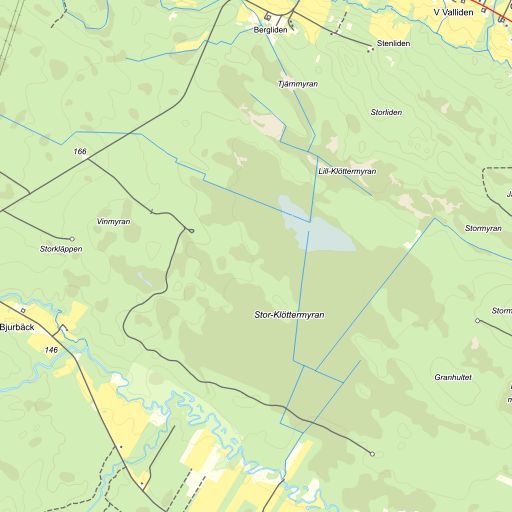 V Valliden
Bergliden
Stenliden
Tjärnmyran
Storliden
166
Lill-Klöttermyran
Vinmyran
Stormyran
Storkläppen
Stor-Klöttermyran
Bjurbäck
146
Granhultet